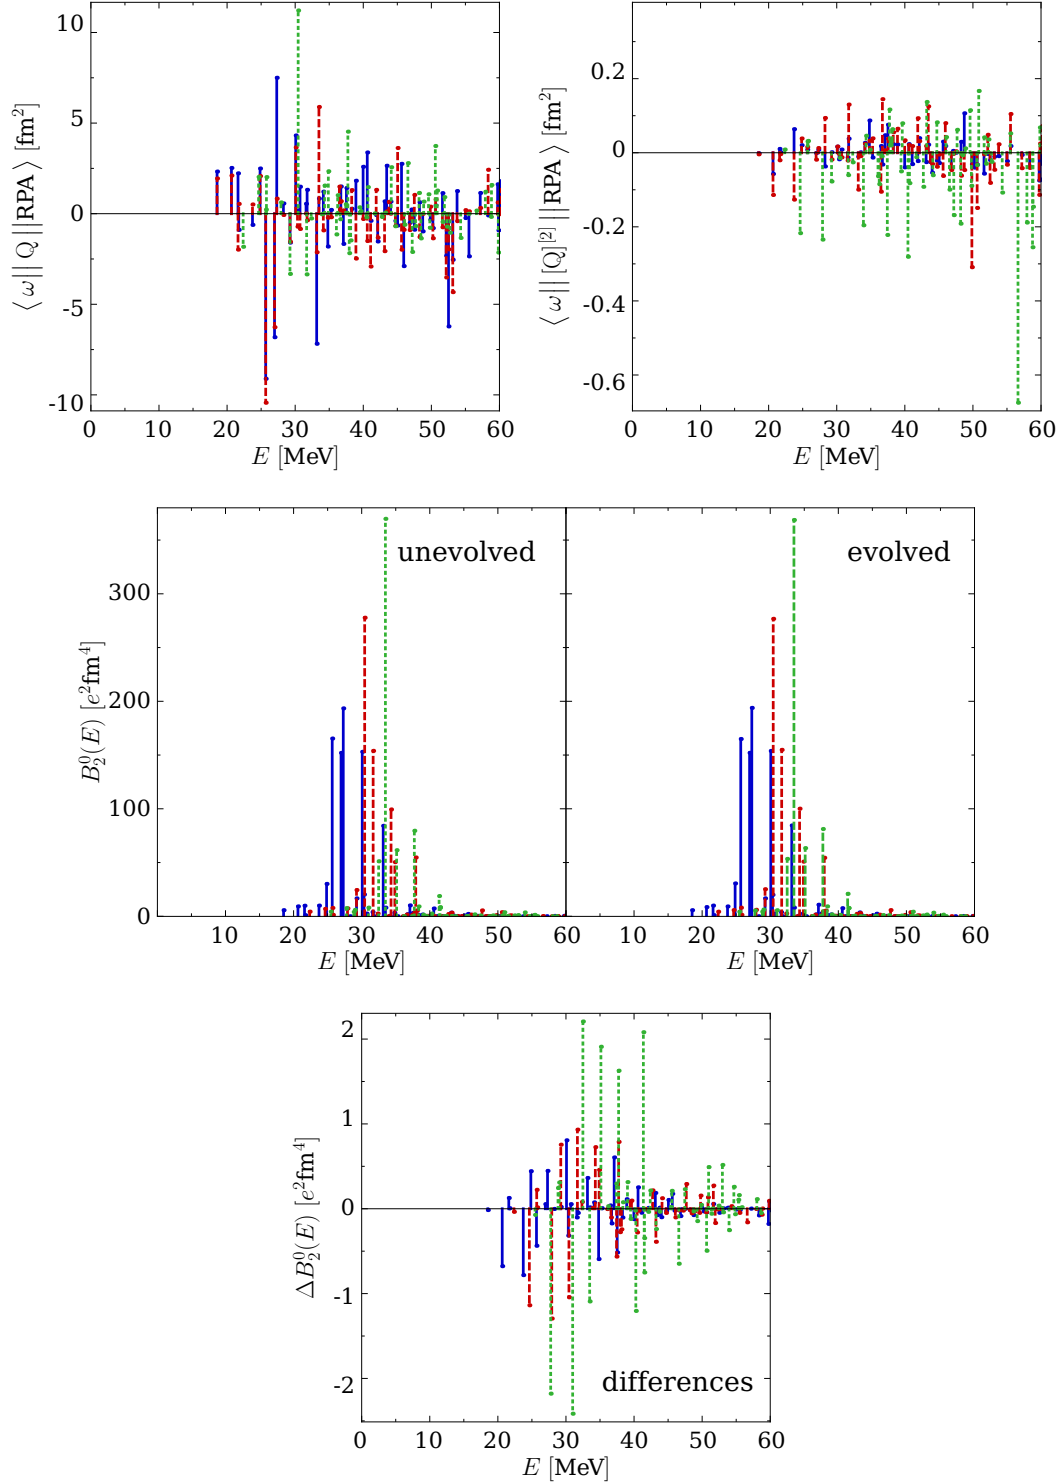 ⟨ ω|| Q ||RPA ⟩ [fm²]
10
5
0
-5
-10
0 10 20 30 40 50 60
E [MeV]
⟨ ω|| [Q]^[2] ||RPA ⟩ [fm²]
0.2
0
-0.2
-0.4
-0.6
0 10 20 30 40 50 60
E [MeV]
B₂⁰(E) [e²fm⁴]
unevolved
300
200
100
0
10 20 30 40 50 60
E [MeV]
evolved
10 20 30 40 50 60
E [MeV]
ΔB₂⁰(E) [e²fm⁴]
2
1
0
-1
-2
differences
0 10 20 30 40 50 60
E [MeV]